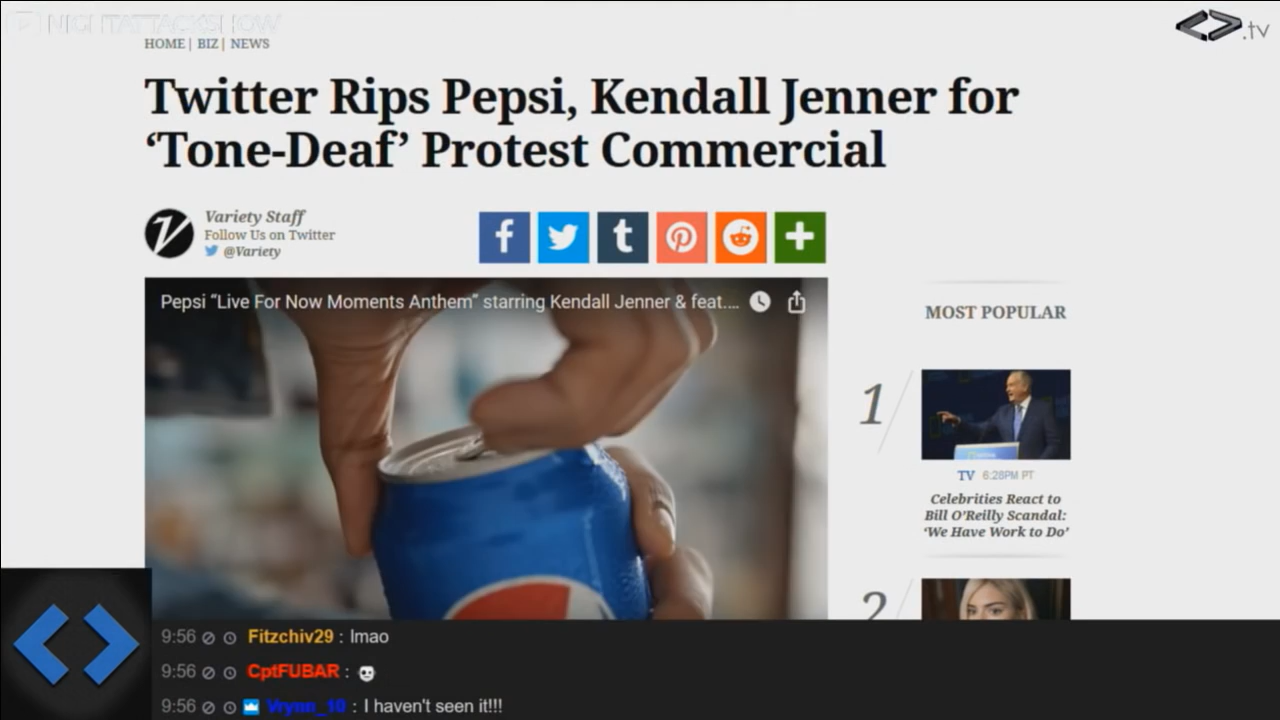 NIGHTATTACKSHOW
.tv
HOME | BIZ | NEWS
Twitter Rips Pepsi, Kendall Jenner for
‘Tone-Deaf’ Protest Commercial
Variety Staff
Follow Us on Twitter
@Variety
Pepsi “Live For Now Moments Anthem” starring Kendall Jenner & feat....
MOST POPULAR
1
TV 6:28PM PT
Celebrities React to
Bill O’Reilly Scandal:
‘We Have Work to Do’
2
9:56 Fitzchiv29 : lmao
9:56 CptFUBAR :
9:56 Vrynn_10 : I haven't seen it!!!